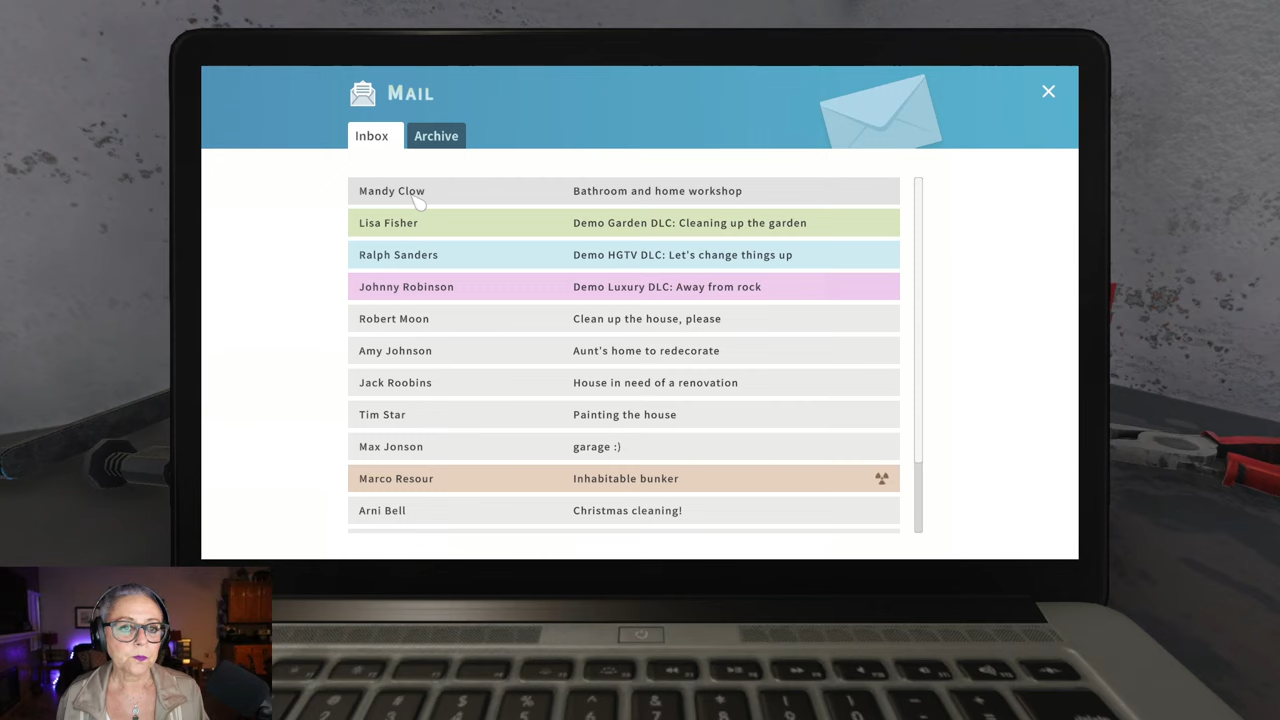 MAIL
Inbox Archive
Mandy Clow Bathroom and home workshop
Lisa Fisher Demo Garden DLC: Cleaning up the garden
Ralph Sanders Demo HGTV DLC: Let's change things up
Johnny Robinson Demo Luxury DLC: Away from rock
Robert Moon Clean up the house, please
Amy Johnson Aunt's home to redecorate
Jack Roobins House in need of a renovation
Tim Star Painting the house
Max Jonson garage :)
Marco Resour Inhabitable bunker
Arni Bell Christmas cleaning!